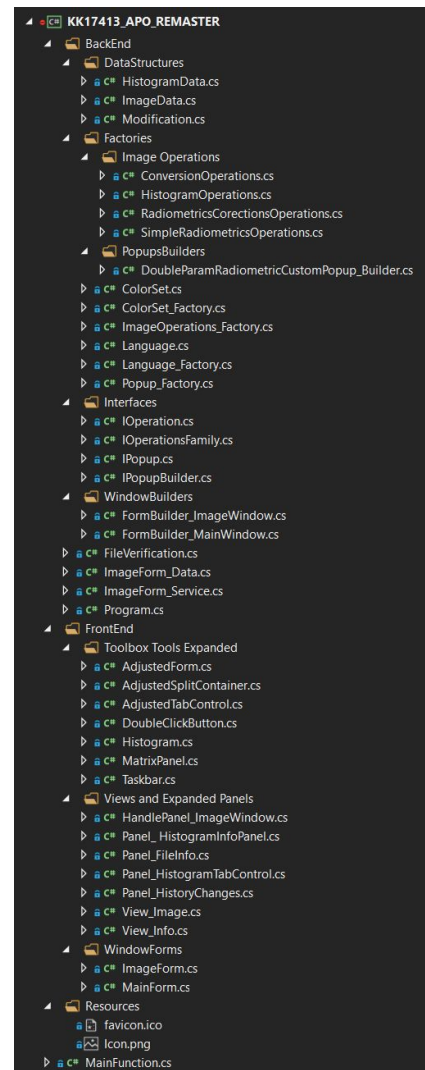 C# KK17413_APO_REMASTER
BackEnd
DataStructures
C# HistogramData.cs
C# ImageData.cs
C# Modification.cs
Factories
Image Operations
C# ConversionOperations.cs
C# HistogramOperations.cs
C# RadiometricsCorectionsOperations.cs
C# SimpleRadiometricsOperations.cs
PopupsBuilders
C# DoubleParamRadiometricCustomPopup_Builder.cs
C# ColorSet.cs
C# ColorSet_Factory.cs
C# ImageOperations_Factory.cs
C# Language.cs
C# Language_Factory.cs
C# Popup_Factory.cs
Interfaces
C# IOperation.cs
C# IOperationsFamily.cs
C# IPopup.cs
C# IPopupBuilder.cs
WindowBuilders
C# FormBuilder_ImageWindow.cs
C# FormBuilder_MainWindow.cs
C# FileVerification.cs
C# ImageForm_Data.cs
C# ImageForm_Service.cs
C# Program.cs
FrontEnd
Toolbox Tools Expanded
C# AdjustedForm.cs
C# AdjustedSplitContainer.cs
C# AdjustedTabControl.cs
C# DoubleClickButton.cs
C# Histogram.cs
C# MatrixPanel.cs
C# Taskbar.cs
Views and Expanded Panels
C# HandlePanel_ImageWindow.cs
C# Panel_ HistogramInfoPanel.cs
C# Panel_FileInfo.cs
C# Panel_HistogramTabControl.cs
C# Panel_HistoryChanges.cs
C# View_Image.cs
C# View_Info.cs
WindowForms
C# ImageForm.cs
C# MainForm.cs
Resources
favicon.ico
Icon.png
C# MainFunction.cs